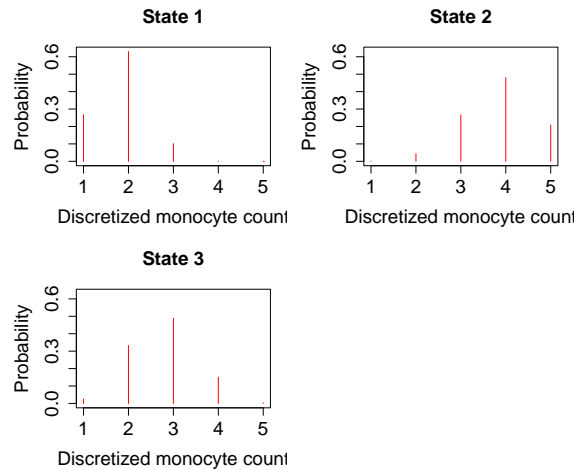 State 1
Probability
0.0 0.3 0.6
1 2 3 4 5
Discretized monocyte count
State 2
Probability
0.0 0.3 0.6
1 2 3 4 5
Discretized monocyte count
State 3
Probability
0.0 0.3 0.6
1 2 3 4 5
Discretized monocyte count